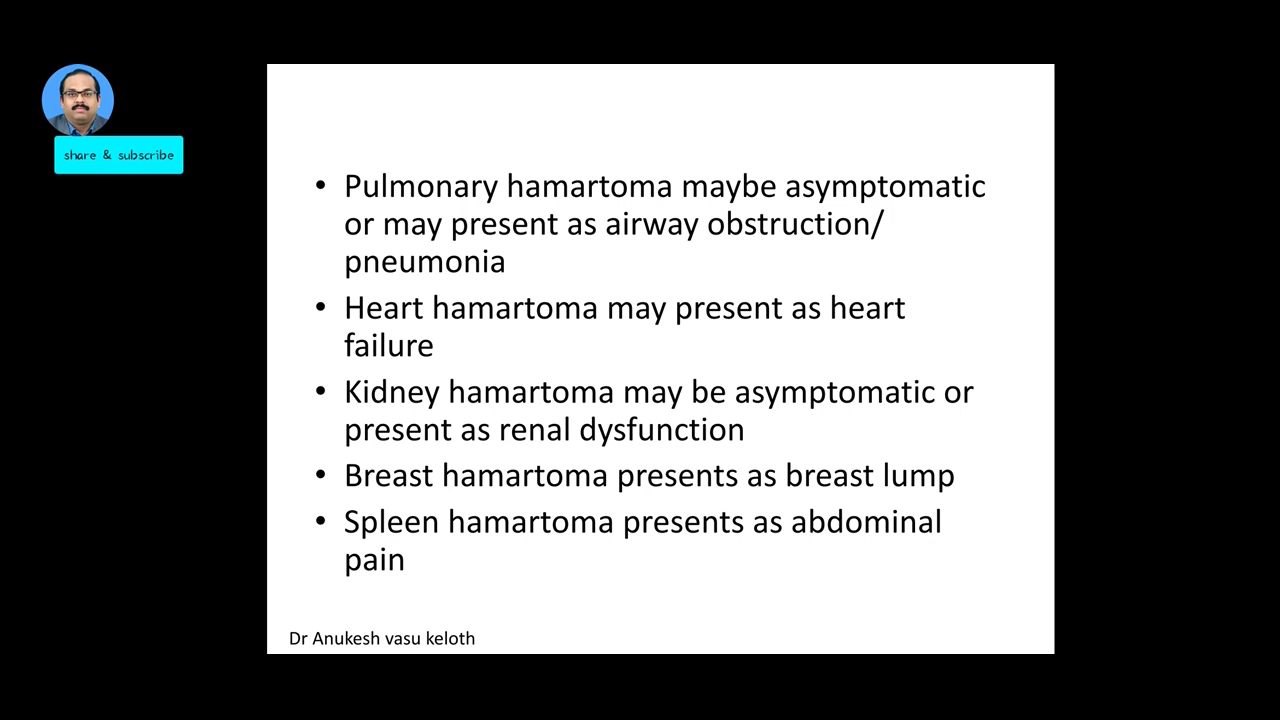 share & subscribe
• Pulmonary hamartoma maybe asymptomatic
or may present as airway obstruction/
pneumonia
• Heart hamartoma may present as heart
failure
• Kidney hamartoma may be asymptomatic or
present as renal dysfunction
• Breast hamartoma presents as breast lump
• Spleen hamartoma presents as abdominal
pain
Dr Anukesh vasu keloth